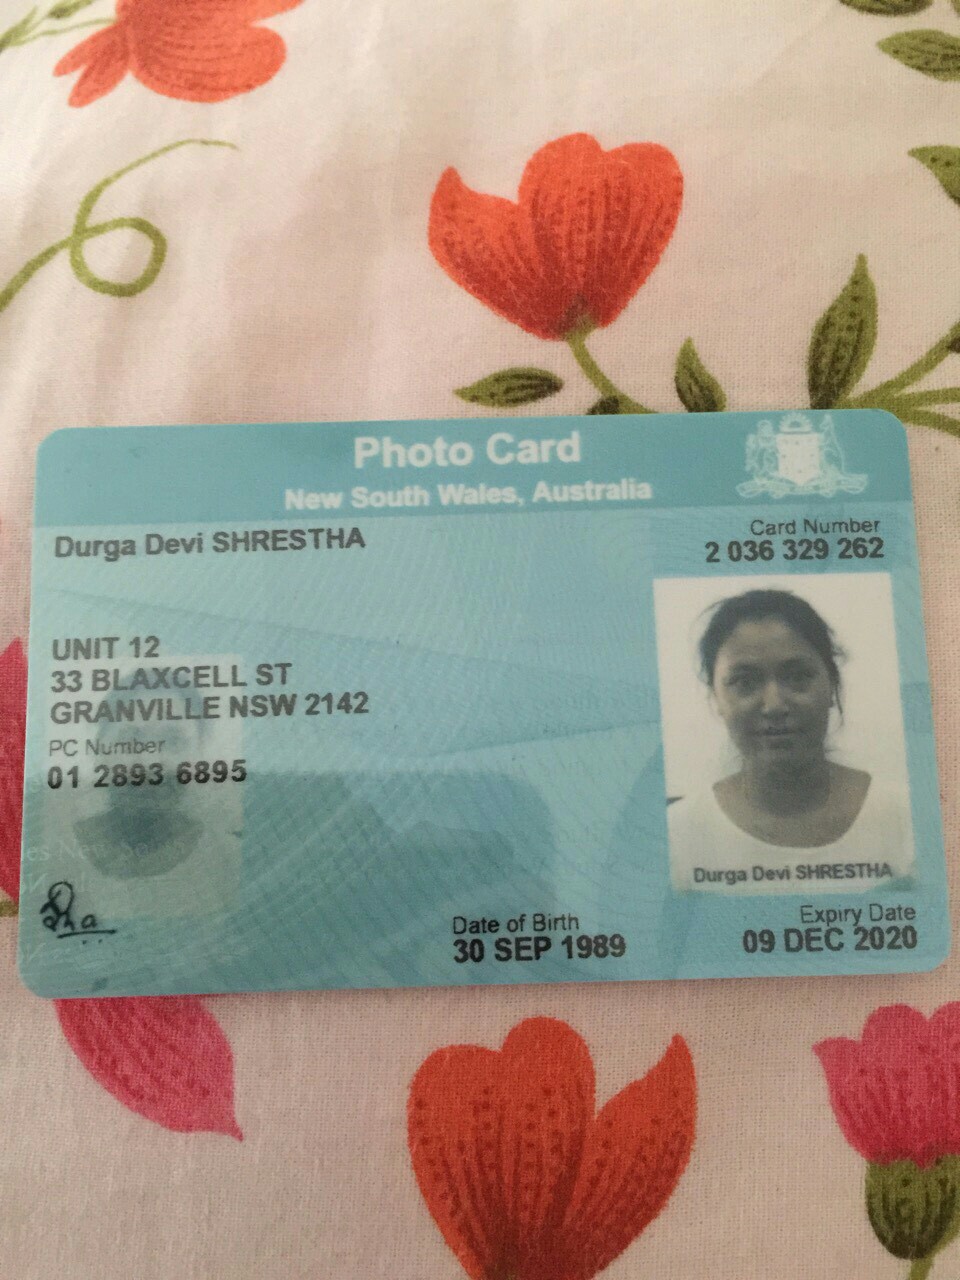 Photo Card
New South Wales, Australia
Durga Devi SHRESTHA
Card Number
2 036 329 262
UNIT 12
33 BLAXCELL ST
GRANVILLE NSW 2142
PC Number
01 2893 6895
Durga Devi SHRESTHA
Date of Birth
30 SEP 1989
Expiry Date
09 DEC 2020